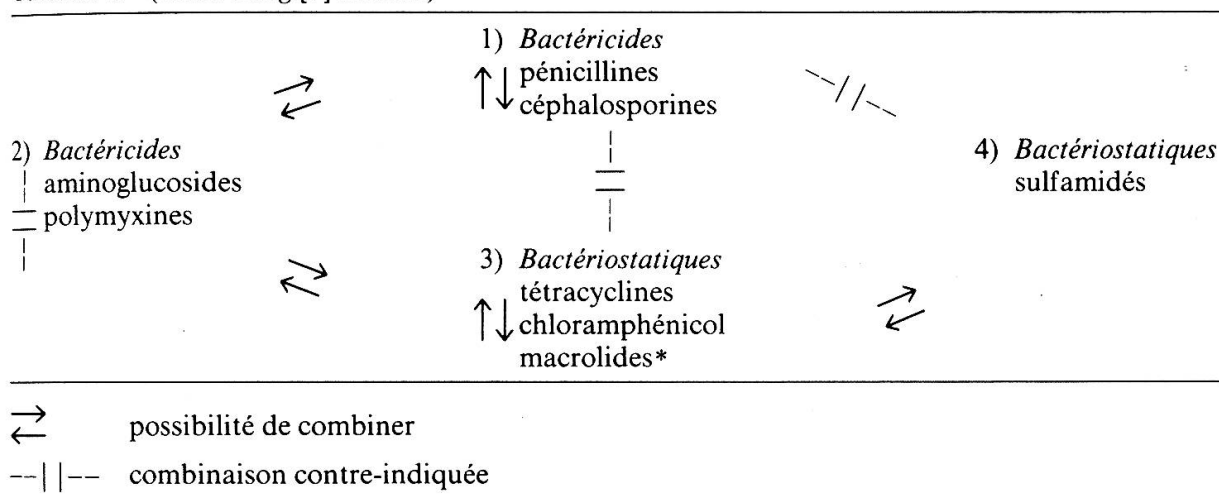 1) Bactéricides
pénicillines
céphalosporines
2) Bactéricides
aminoglucosides
polymyxines
3) Bactériostatiques
tétracyclines
chloramphénicol
macrolides*
4) Bactériostatiques
sulfamidés
possibilité de combiner
combinaison contre-indiquée